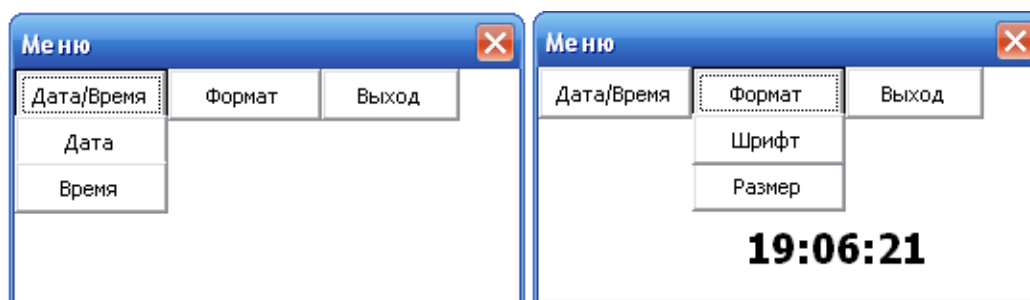 Меню
Дата/Время Формат Выход
Дата
Время
Меню
Дата/Время Формат Выход
Шрифт
Размер
19:06:21